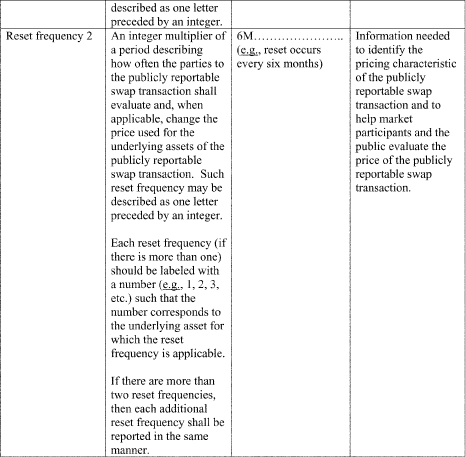 described as one letter
preceded by an integer.
Reset frequency 2
An integer multiplier of
a period describing
how often the parties to
the publicly reportable
swap transaction shall
evaluate and, when
applicable, change the
price used for the
underlying assets of the
publicly reportable
swap transaction.  Such
reset frequency may be
described as one letter
preceded by an integer.
Each reset frequency (if
there is more than one)
should be labeled with
a number (e.g., 1, 2, 3,
etc.) such that the
number corresponds to
the underlying asset for
which the reset
frequency is applicable.
If there are more than
two reset frequencies,
then each additional
reset frequency shall be
reported in the same
manner.
6M…………………..
(e.g., reset occurs
every six months)
Information needed
to identify the
pricing characteristic
of the publicly
reportable swap
transaction and to
help market
participants and the
public evaluate the
price of the publicly
reportable swap
transaction.